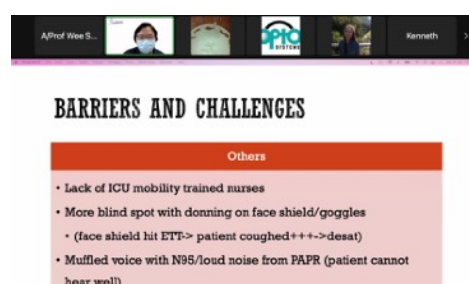 A/Prof Wee S...
OPTO
SYSTEMS
Kenneth
BARRIERS AND CHALLENGES
Others
• Lack of ICU mobility trained nurses
• More blind spot with donning on face shield/goggles
• (face shield hit ETT-> patient coughed+++->desat)
• Muffled voice with N95/loud noise from PAPR (patient cannot
hear well)